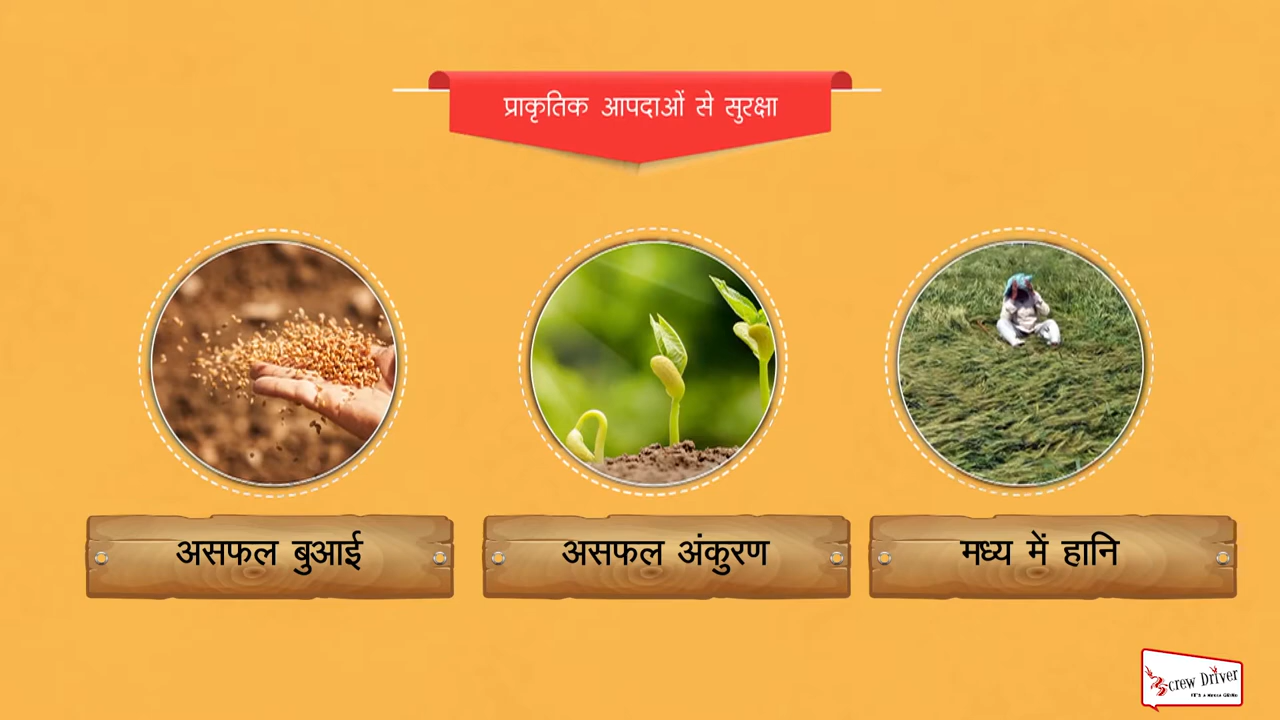 प्राकृतिक आपदाओं से सुरक्षा
असफल बुआई
असफल अंकुरण
मध्य में हानि
Screw Driver